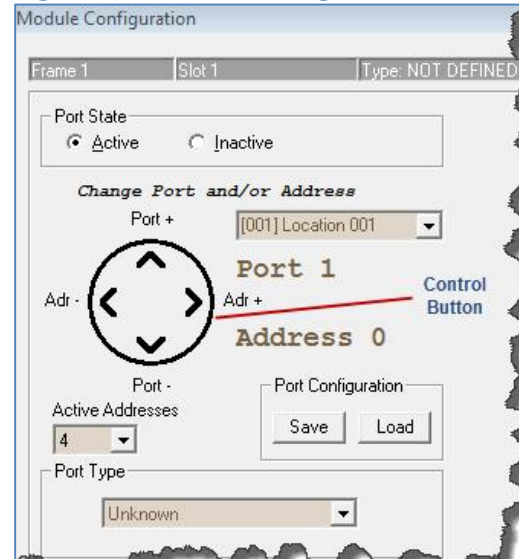 Module Configuration
Frame 1 Slot 1 Type: NOT DEFINED
Port State
Active Inactive
Change Port and/or Address
Port +
[001] Location 001
Port 1
Adr - Adr +
Control
Button
Address 0
Port -
Port Configuration
Active Addresses
4
Save Load
Port Type
Unknown